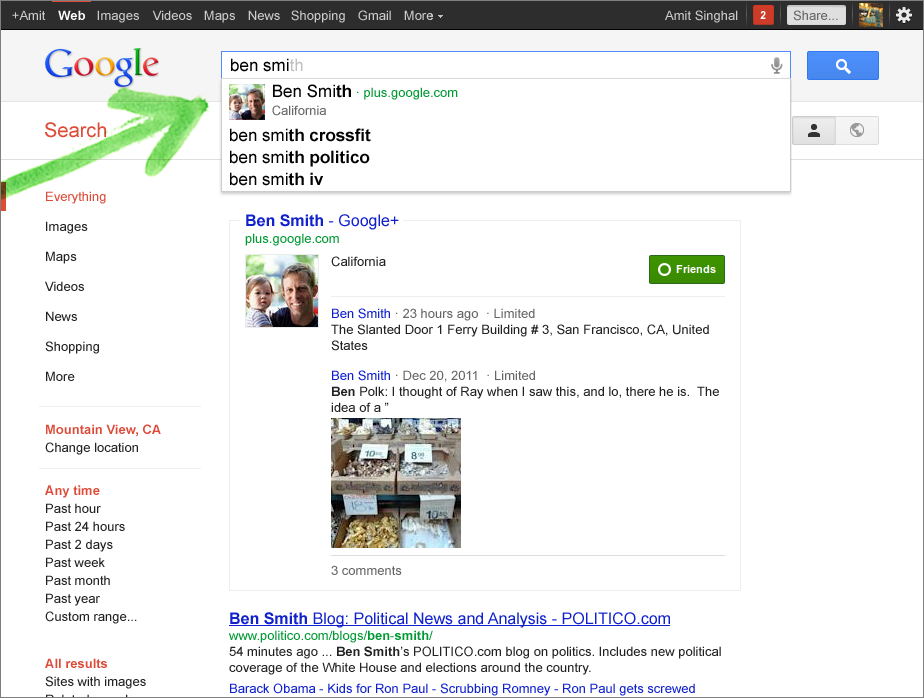 +Amit Web Images Videos Maps News Shopping Gmail More
Amit Singhal 2 Share...
Google
ben smith
Ben Smith · plus.google.com
California
ben smith crossfit
ben smith politico
ben smith iv
Search
Everything
Images
Maps
Videos
News
Shopping
More
Mountain View, CA
Change location
Any time
Past hour
Past 24 hours
Past 2 days
Past week
Past month
Past year
Custom range...
All results
Sites with images
Ben Smith - Google+
plus.google.com
California
Friends
Ben Smith · 23 hours ago · Limited
The Slanted Door 1 Ferry Building # 3, San Francisco, CA, United
States
Ben Smith · Dec 20, 2011 · Limited
Ben Polk: I thought of Ray when I saw this, and lo, there he is. The
idea of a "
3 comments
Ben Smith Blog: Political News and Analysis - POLITICO.com
www.politico.com/blogs/ben-smith/
54 minutes ago ... Ben Smith's POLITICO.com blog on politics. Includes new political
coverage of the White House and elections around the country.
Barack Obama - Kids for Ron Paul - Scrubbing Romney - Ron Paul gets screwed